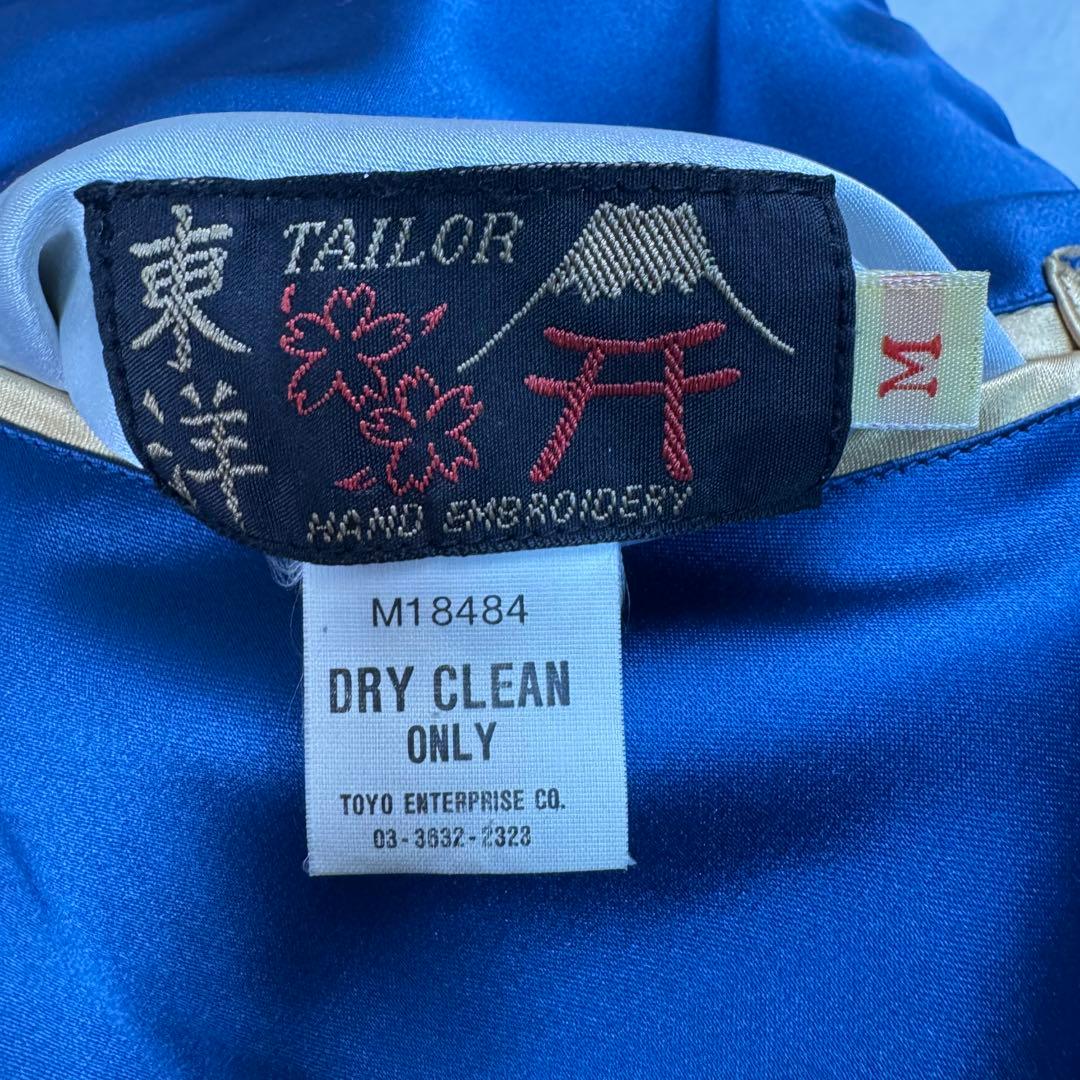 東洋
TAILOR
HAND EMBROIDERY
M
M18484
DRY CLEAN
ONLY
TOYO ENTERPRISE CO.
03-3632-2323